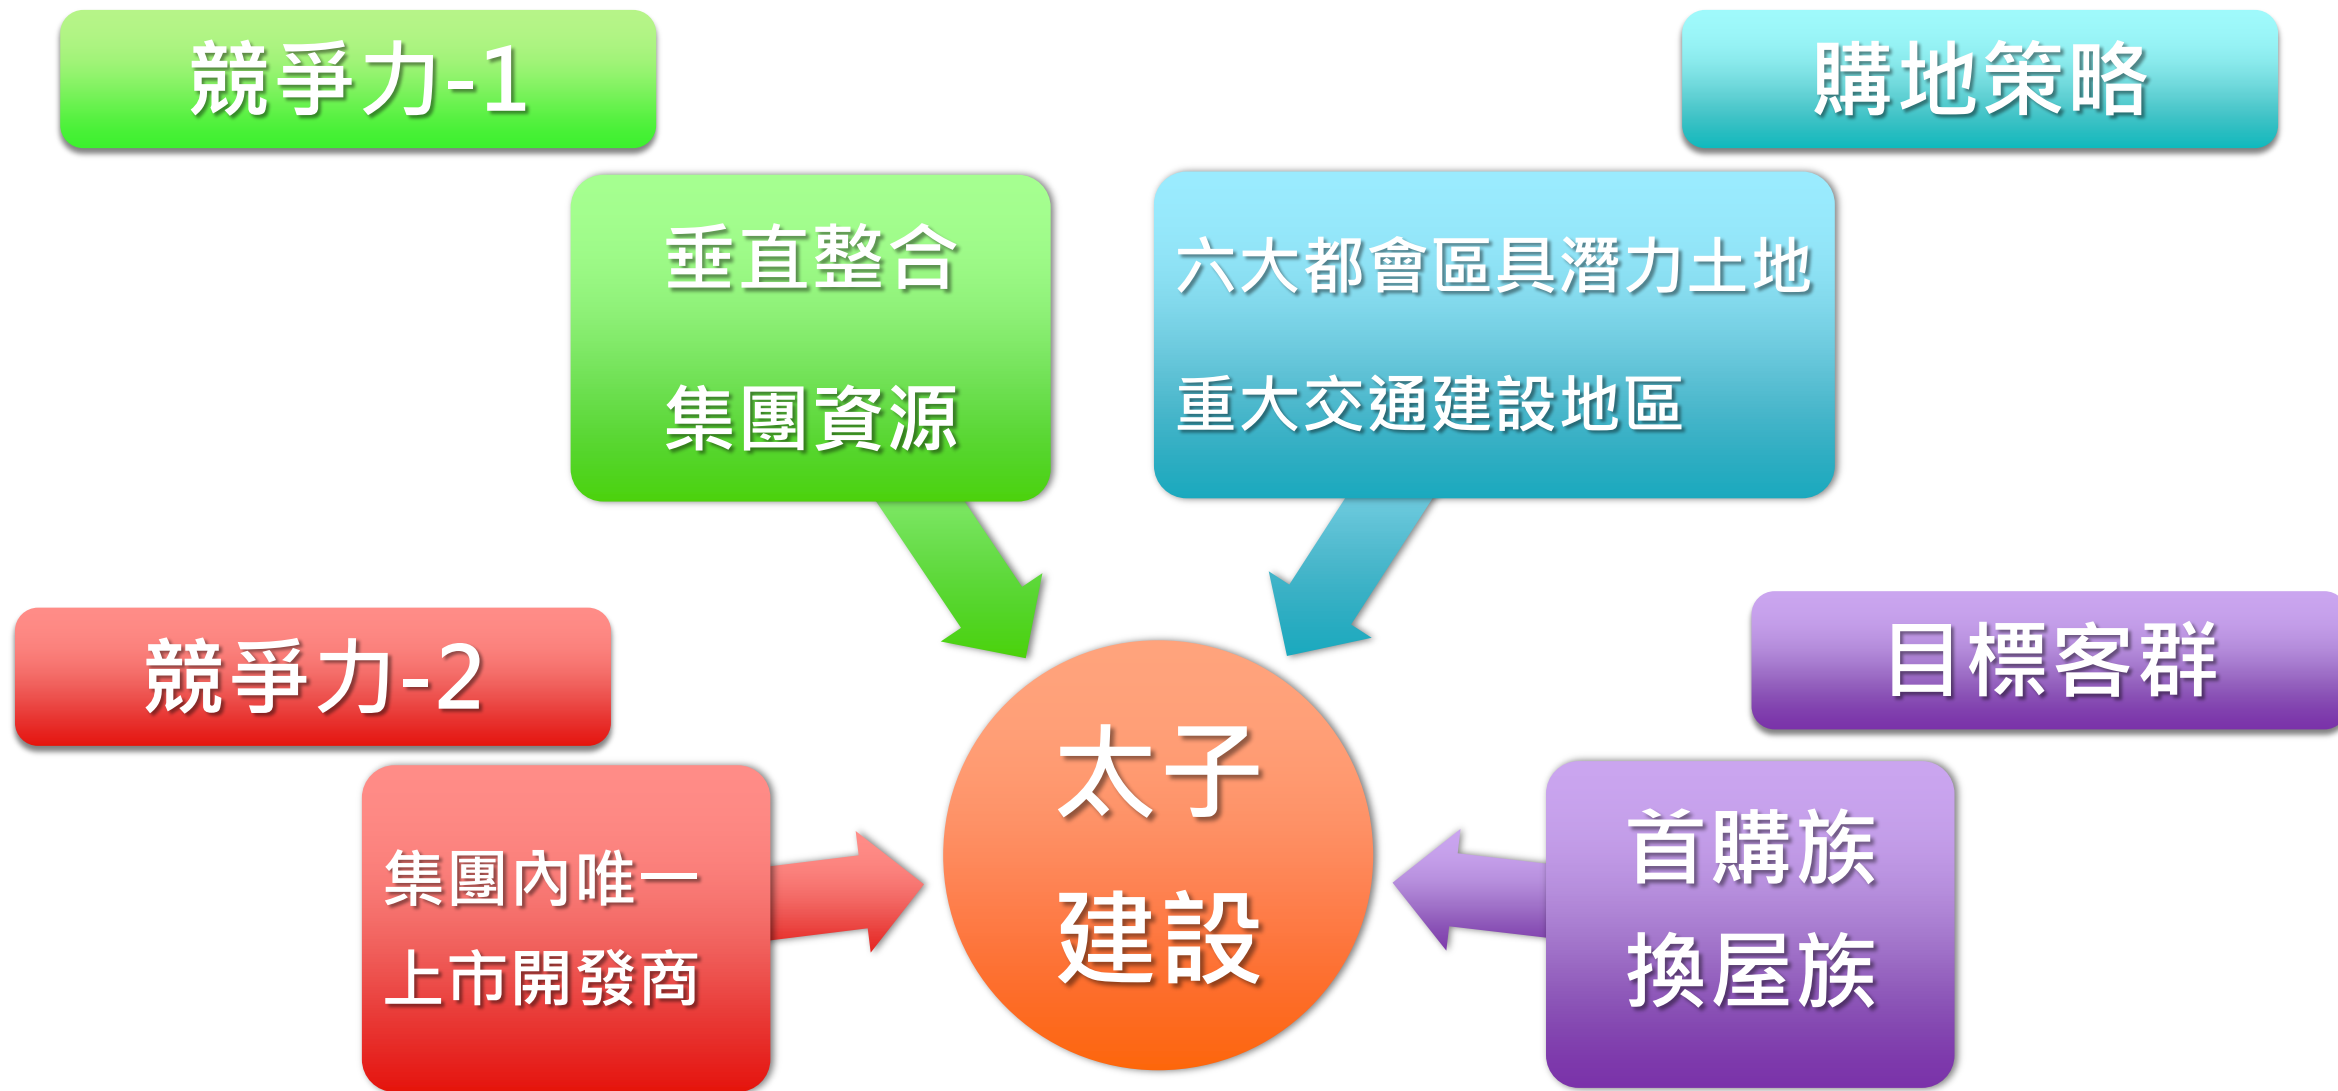 競爭力-1
垂直整合
集團資源
購地策略
六大都會區具潛力土地
重大交通建設地區
競爭力-2
集團內唯一
上市開發商
太子
建設
目標客群
首購族
換屋族